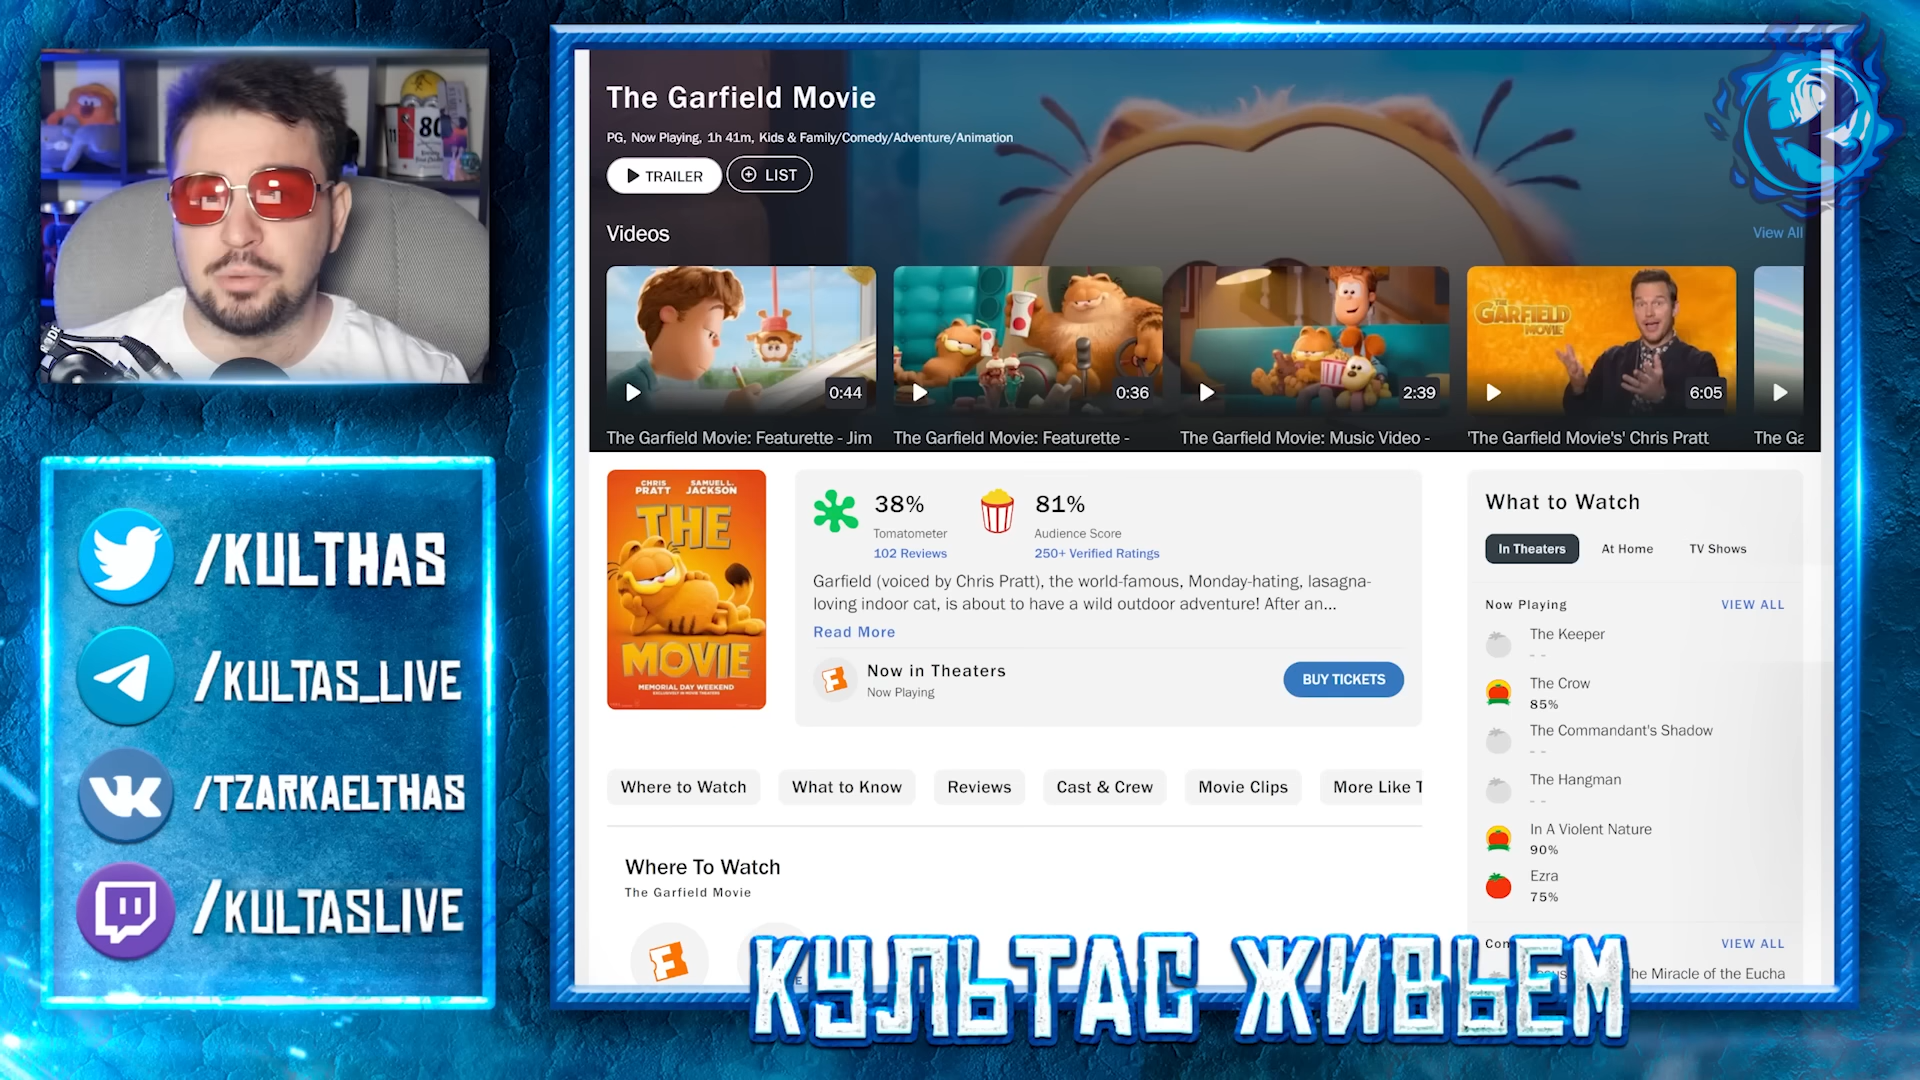 The Garfield Movie
PG, Now Playing, 1h 41m, Kids & Family/Comedy/Adventure/Animation
TRAILER
LIST
Videos
View All
0:44
0:36
2:39
6:05
THE GARFIELD MOVIE
The Garfield Movie: Featurette - Jim
The Garfield Movie: Featurette -
The Garfield Movie: Music Video -
'The Garfield Movie's' Chris Pratt
The Ga
CHRIS PRATT
SAMUEL L. JACKSON
THE
MOVIE
MEMORIAL DAY WEEKEND
38%
Tomatometer
102 Reviews
81%
Audience Score
250+ Verified Ratings
Garfield (voiced by Chris Pratt), the world-famous, Monday-hating, lasagna-
loving indoor cat, is about to have a wild outdoor adventure! After an...
Read More
Now in Theaters
Now Playing
BUY TICKETS
What to Watch
In Theaters
At Home
TV Shows
Now Playing
VIEW ALL
The Keeper
- -
The Crow
85%
The Commandant's Shadow
- -
The Hangman
- -
In A Violent Nature
90%
Ezra
75%
VIEW ALL
The Miracle of the Eucha
Where to Watch
What to Know
Reviews
Cast & Crew
Movie Clips
More Like T
Where To Watch
The Garfield Movie
/KULTHAS
/KULTAS_LIVE
/TZARKAELTHAS
/KULTASLIVE
КУЛЬТАС ЖИВЬЕМ
80
RØDE